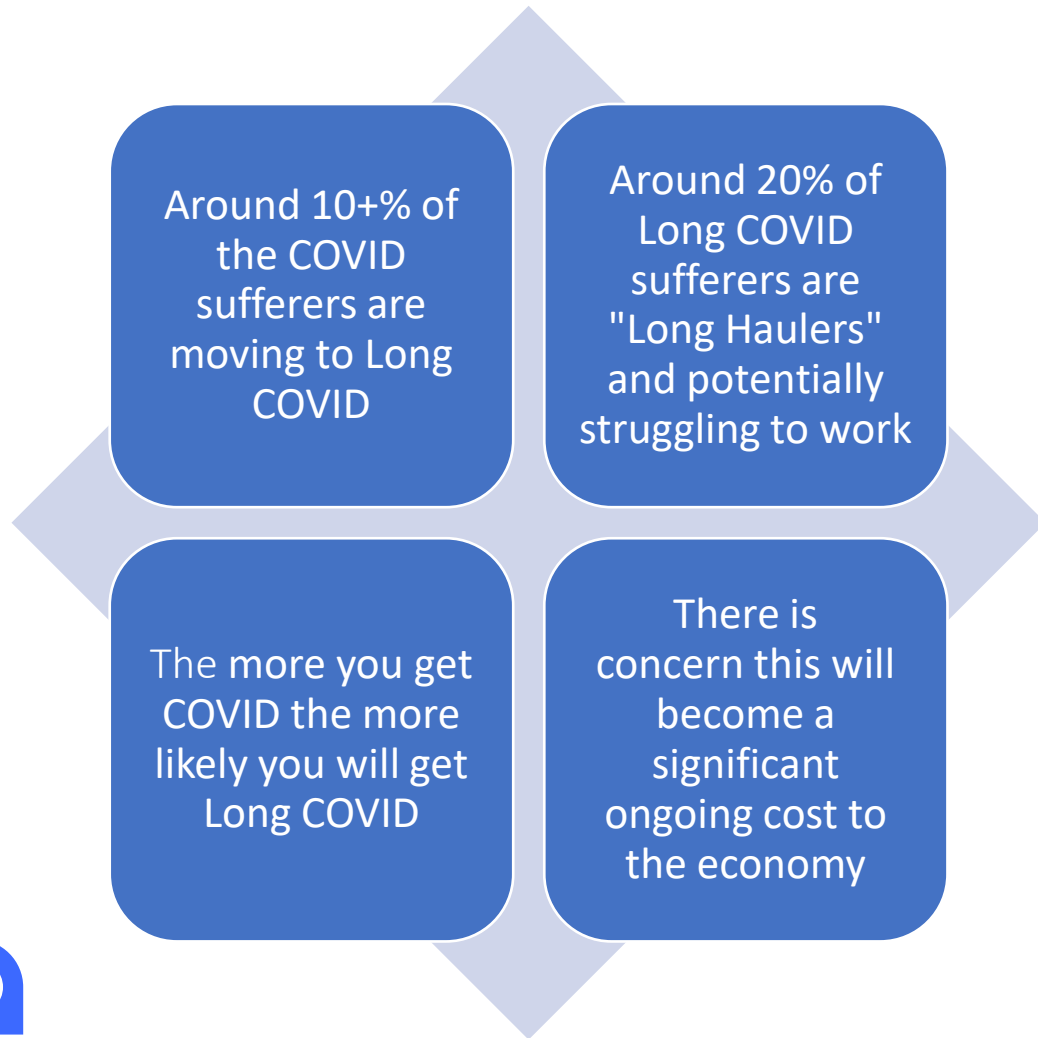 Around 10+% of
the COVID
sufferers are
moving to Long
COVID
Around 20% of
Long COVID
sufferers are
"Long Haulers"
and potentially
struggling to work
The more you get
COVID the more
likely you will get
Long COVID
There is
concern this will
become a
significant
ongoing cost to
the economy